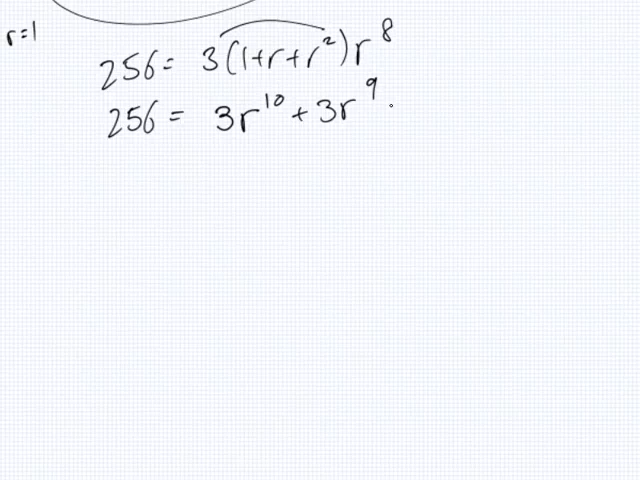 r=1
256 = 3(1+r+r²)r⁸
256 = 3r¹⁰ + 3r⁹.